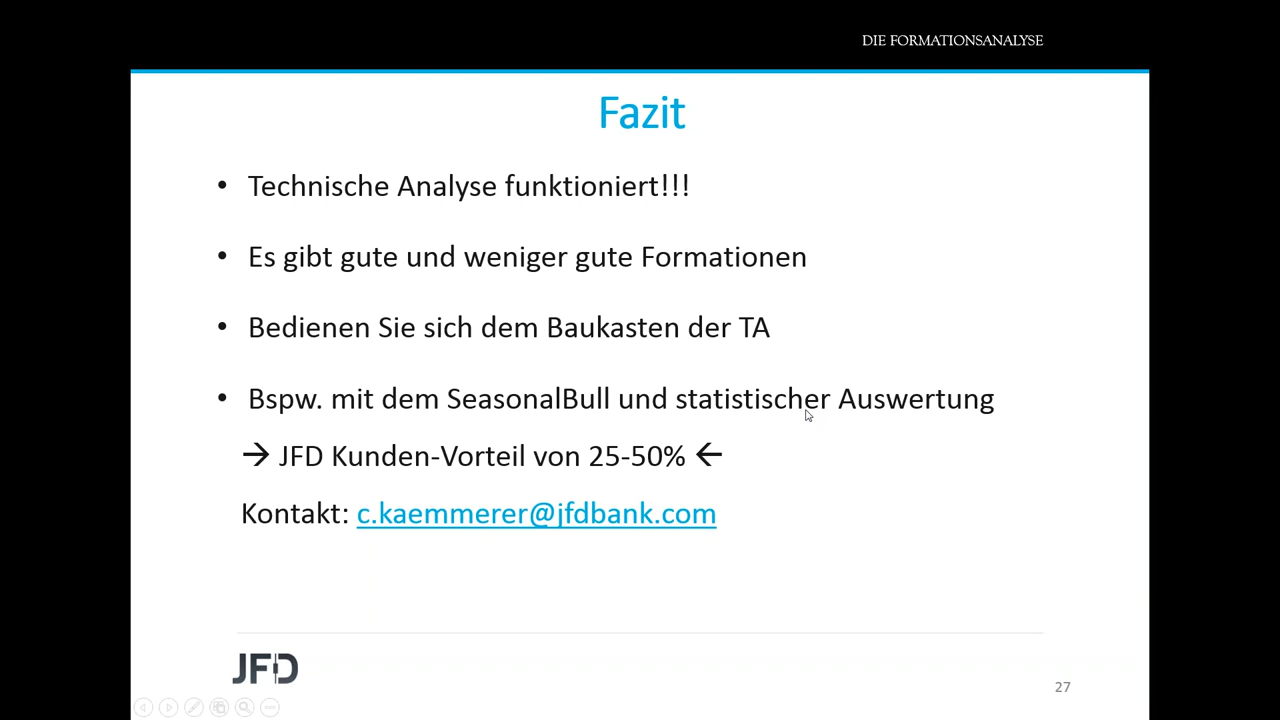 DIE FORMATIONSANALYSE
Fazit
• Technische Analyse funktioniert!!!
• Es gibt gute und weniger gute Formationen
• Bedienen Sie sich dem Baukasten der TA
• Bspw. mit dem SeasonalBull und statistischer Auswertung
→ JFD Kunden-Vorteil von 25-50% ←
Kontakt: c.kaemmerer@jfdbank.com
JFD
27